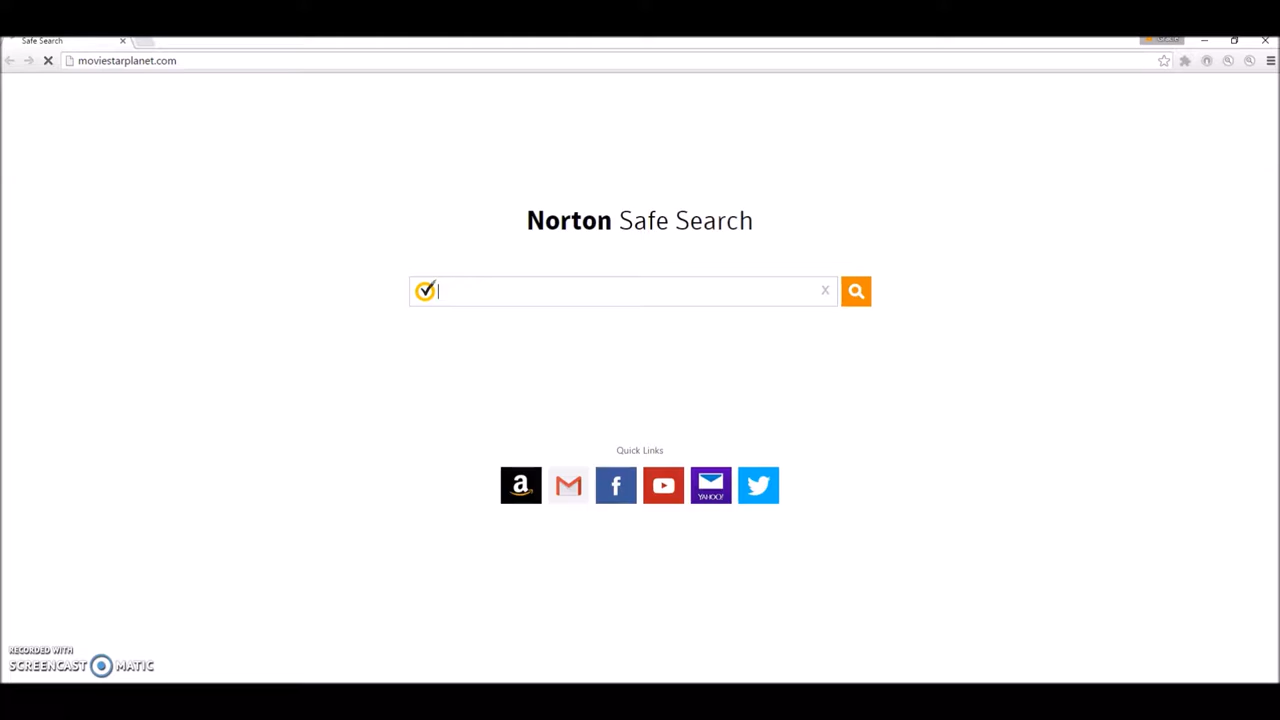 Safe Search
moviestarplanet.com
Norton Safe Search
X
Quick Links
a
f
YAHOO!
RECORDED WITH
SCREENCAST MATIC